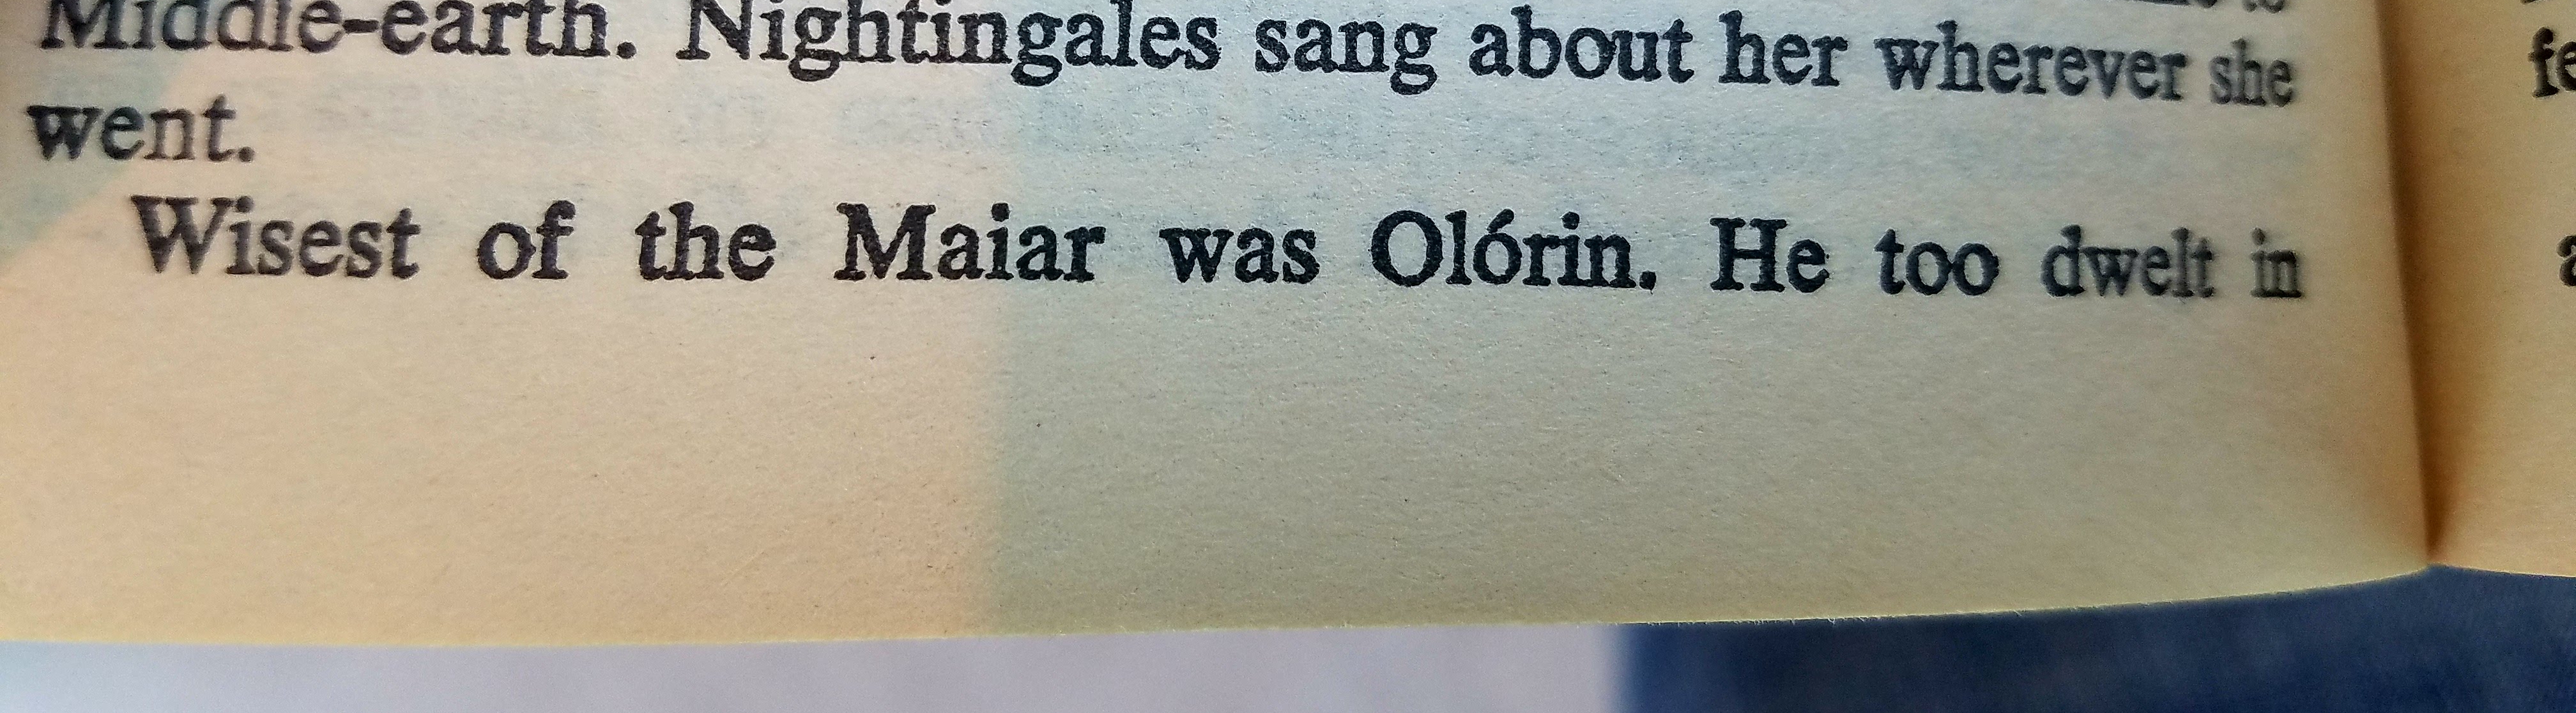 Middle-earth. Nightingales sang about her wherever she
went.
Wisest of the Maiar was Olórin. He too dwelt in